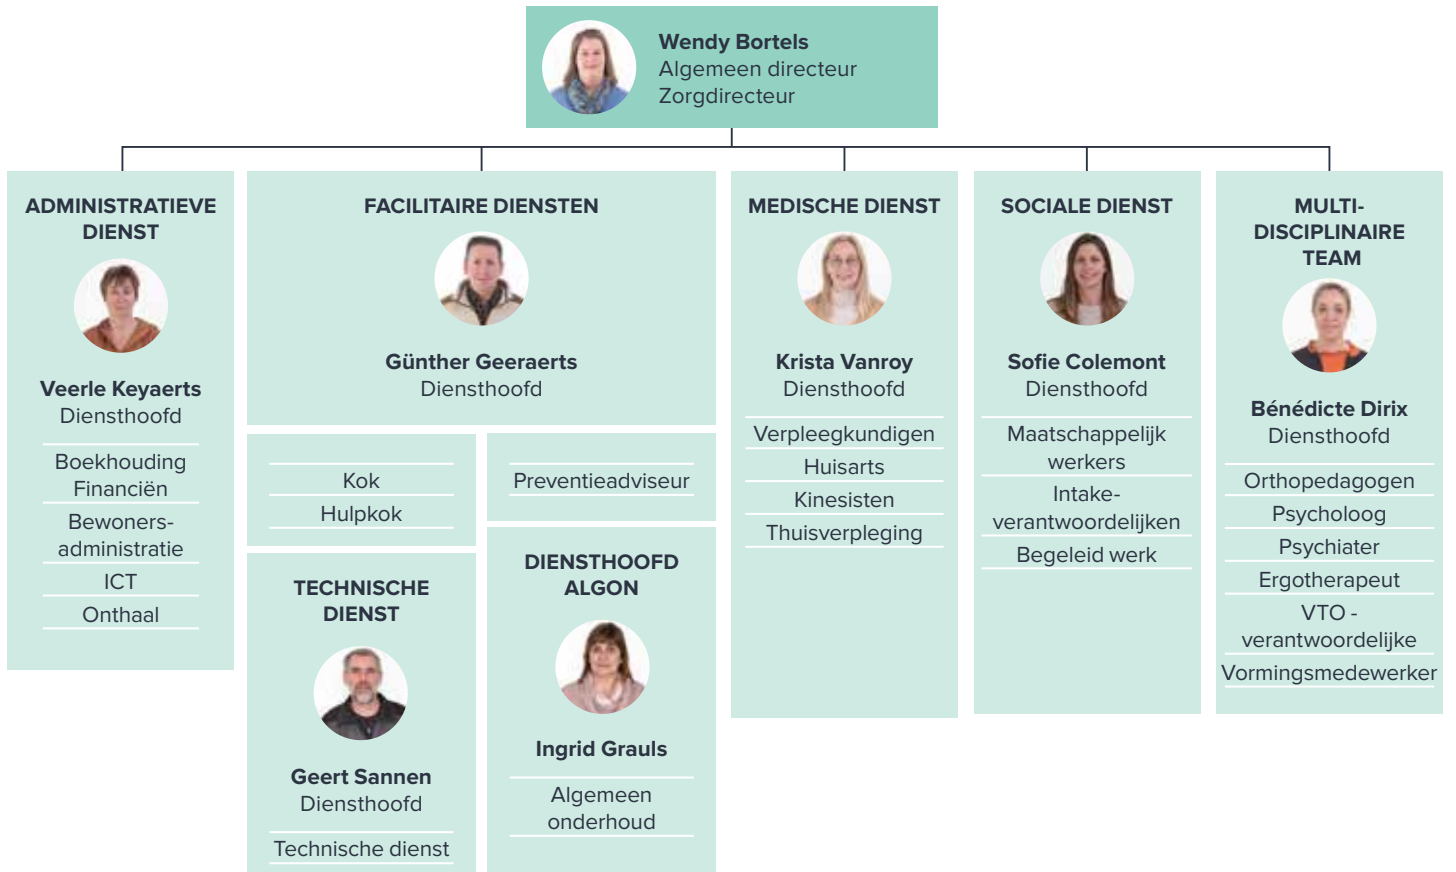 Wendy Bortels
Algemeen directeur
Zorgdirecteur
ADMINISTRATIEVE
DIENST
Veerle Keyaerts
Diensthoofd
Boekhouding
Financiën
Bewoners-
administratie
ICT
Onthaal
FACILITAIRE DIENSTEN
Günther Geeraerts
Diensthoofd
Kok
Hulpkok
TECHNISCHE
DIENST
Geert Sannen
Diensthoofd
Technische dienst
Preventieadviseur
DIENSTHOOFD
ALGON
Ingrid Grauls
Algemeen
onderhoud
MEDISCHE DIENST
Krista Vanroy
Diensthoofd
Verpleegkundigen
Huisarts
Kinesisten
Thuisverpleging
SOCIALE DIENST
Sofie Colemont
Diensthoofd
Maatschappelijk
werkers
Intake-
verantwoordelijken
Begeleid werk
MULTI-
DISCIPLINAIRE
TEAM
Bénédicte Dirix
Diensthoofd
Orthopedagogen
Psycholoog
Psychiater
Ergotherapeut
VTO -
verantwoordelijke
Vormingsmedewerker